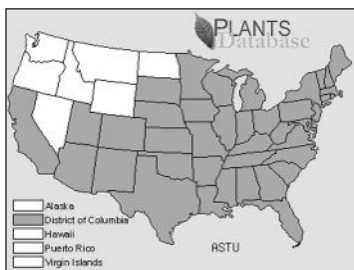 PLANTS
Database
Alaska
District of Columbia
Hawaii
Puerto Rico
Virgin Islands
ASTU